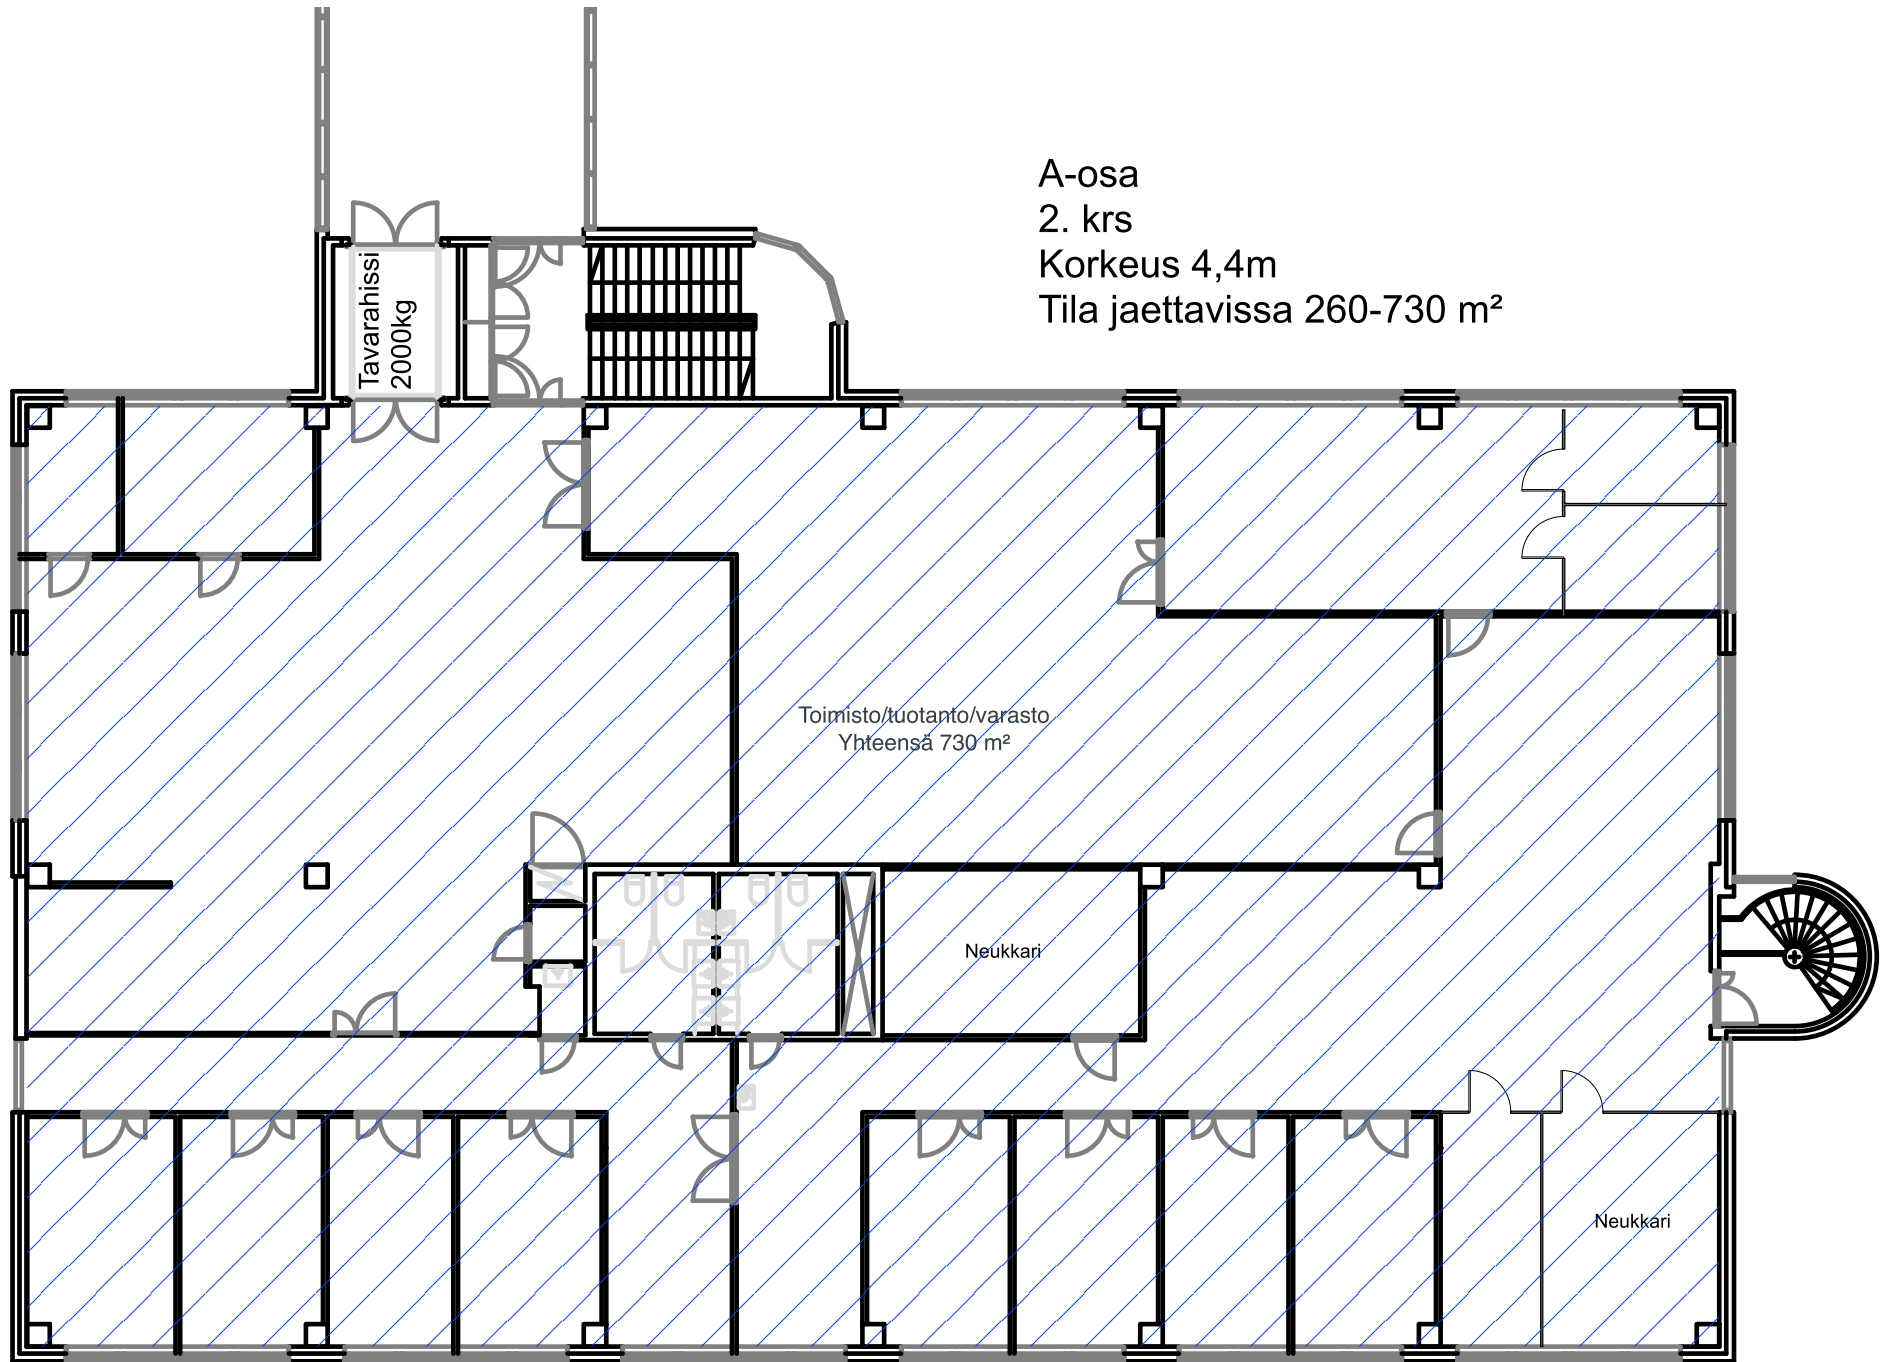 A-osa
2. krs
Korkeus 4,4m
Tila jaettavissa 260-730 m²
Tavarahissi
2000kg
Toimisto/tuotanto/varasto
Yhteensä 730 m²
Neukkari
Neukkari